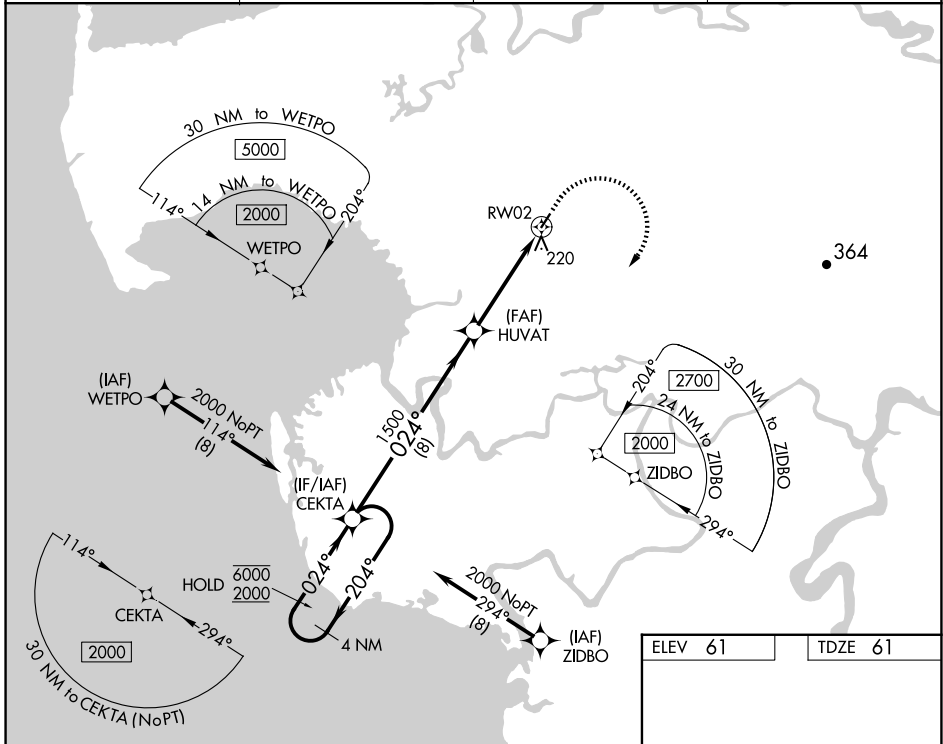 30 NM to WETPO
5000
14 NM to WETPO
114°
2000
204°
WETPO
RW02
220
364
(FAF)
HUVAT
(IAF)
WETPO
2000 NoPT
114°
(8)
1500
024°
(8)
204°
2700
30 NM to ZIDBO
24 NM to ZIDBO
2000
ZIDBO
294°
(IF/IAF)
CEKTA
114°
HOLD
6000
2000
024°
204°
4 NM
CEKTA
294°
2000
30 NM to CEKTA (NoPT)
2000 NoPT
294°
(8)
(IAF)
ZIDBO
ELEV 61
TDZE 61